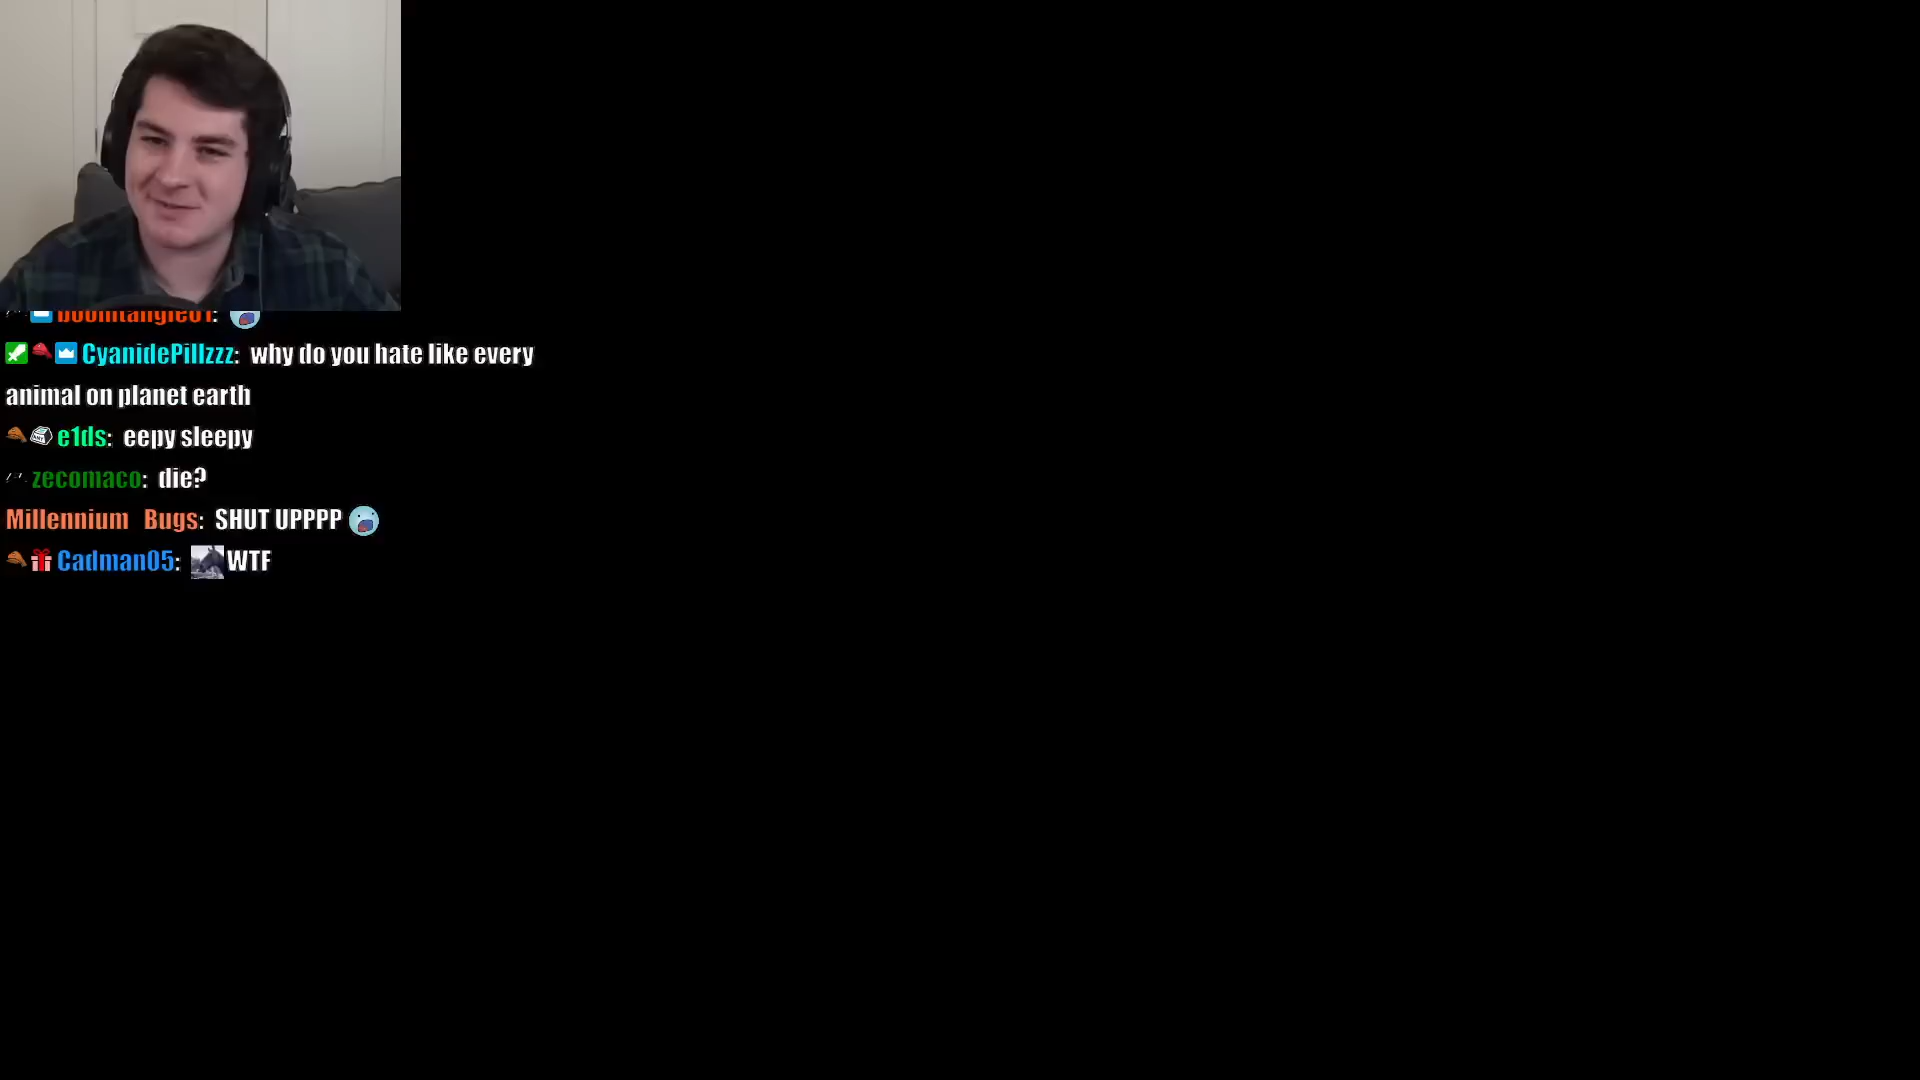 boomtangle01:
CyanidePillzzz: why do you hate like every
animal on planet earth
e1ds: eepy sleepy
zecomaco: die?
Millennium Bugs: SHUT UPPPP
Cadman05: WTF